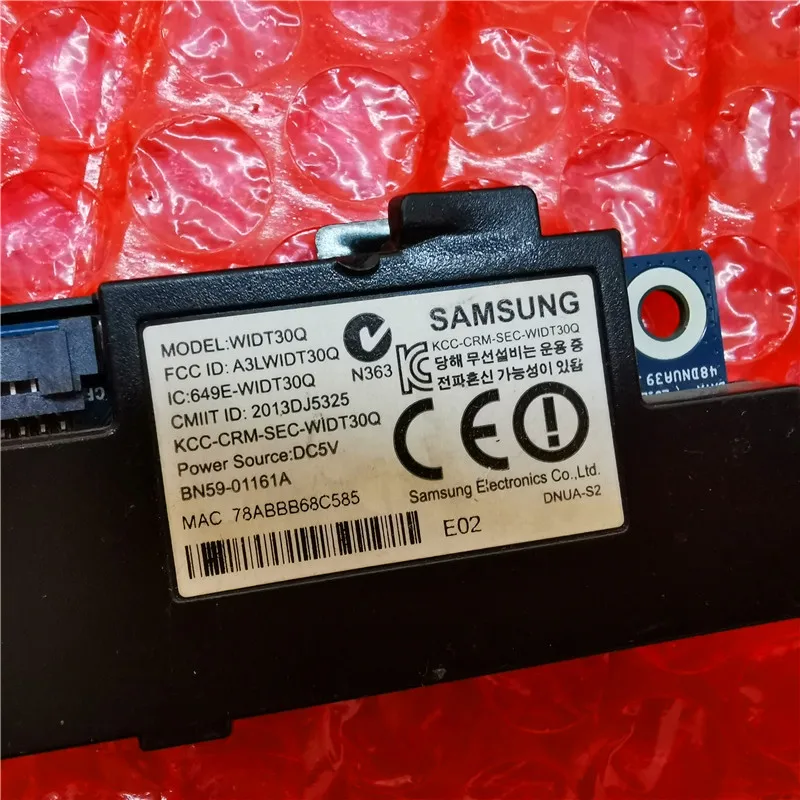 MODEL:WIDT30Q
FCC ID: A3LWIDT30Q
IC:649E-WIDT30Q
CMIIT ID: 2013DJ5325
KCC-CRM-SEC-WIDT30Q
Power Source:DC5V
BN59-01161A
MAC 78ABBB68C585
N363
SAMSUNG
KCC-CRM-SEC-WIDT30Q
당해 무선설비는 운용 중
전파혼신 가능성이 있음
CE
Samsung Electronics Co.,Ltd.
DNUA-S2
E02
48DNUA39